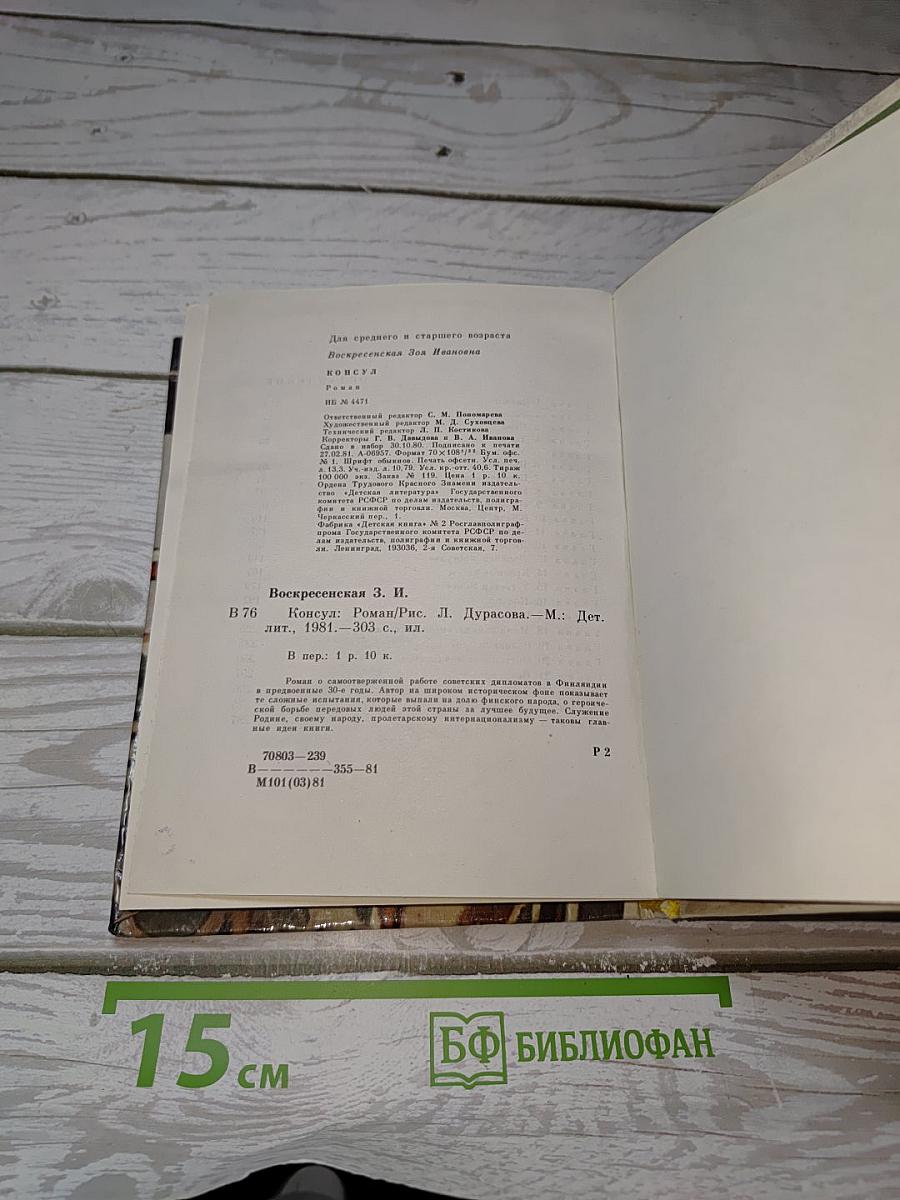 Для среднего и старшего возраста
Воскресенская Зоя Ивановна
КОНСУЛ
Роман
ИБ № 4471
Ответственный редактор С. М. Пономарева
Художественный редактор М. Д. Суховцева
Технический редактор Л. П. Костикова
Корректоры Г. В. Давыдова и В. А. Иванова
Сдано в набор 30.10.80. Подписано к печати
27.02.81. А-06957. Формат 70×108¹/³². Бум. офс.
№ 1. Шрифт обыкнов. Печать офсетн. Усл. печ.
л. 13,3. Уч.-изд. л. 10,79. Усл. кр.-отт. 40,6. Тираж
100 000 экз. Заказ № 119. Цена 1 р. 10 к.
Ордена Трудового Красного Знамени издатель-
ство «Детская литература» Государственного
комитета РСФСР по делам издательств, полигра-
фии и книжной торговли. Москва, Центр, М.
Черкасский пер., 1.
Фабрика «Детская книга» № 2 Росглавполиграф-
прома Государственного комитета РСФСР по де-
лам издательств, полиграфии и книжной торгов-
ли. Ленинград, 193036, 2-я Советская, 7.
Воскресенская З. И.
В 76 Консул: Роман/Рис. Л. Дурасова.—М.: Дет.
лит., 1981.—303 с., ил.
В пер.: 1 р. 10 к.
Роман о самоотверженной работе советских дипломатов в Финляндии
в предвоенные 30-е годы. Автор на широком историческом фоне показывает
те сложные испытания, которые выпали на долю финского народа, о героиче-
ской борьбе передовых людей этой страны за лучшее будущее. Служение
Родине, своему народу, пролетарскому интернационализму — таковы глав-
ные идеи книги.
70803—239
В——————355—81
М101(03)81
Р 2
15 см
БФ БИБЛИОФАН